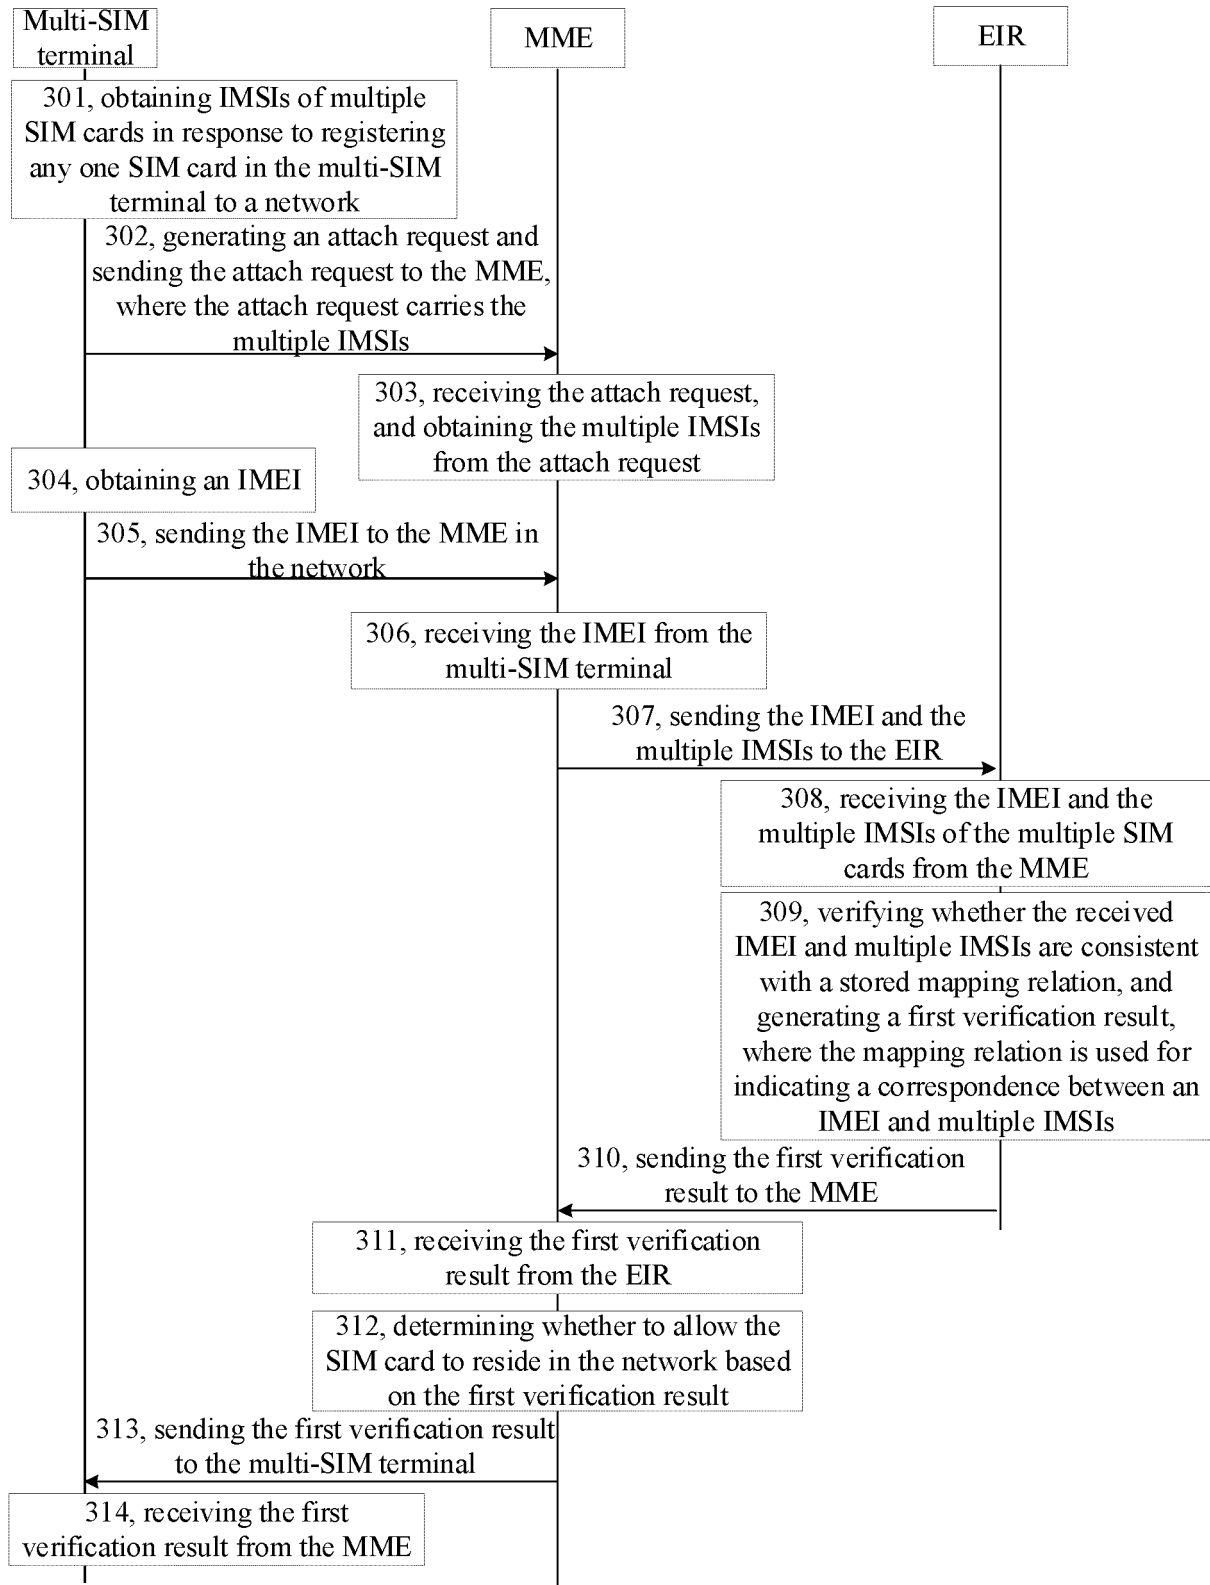 Multi-SIM
terminal
MME
EIR
301, obtaining IMSIs of multiple
SIM cards in response to registering
any one SIM card in the multi-SIM
terminal to a network
302, generating an attach request and
sending the attach request to the MME,
where the attach request carries the
multiple IMSIs
303, receiving the attach request,
and obtaining the multiple IMSIs
from the attach request
304, obtaining an IMEI
305, sending the IMEI to the MME in
the network
306, receiving the IMEI from the
multi-SIM terminal
307, sending the IMEI and the
multiple IMSIs to the EIR
308, receiving the IMEI and the
multiple IMSIs of the multiple SIM
cards from the MME
309, verifying whether the received
IMEI and multiple IMSIs are consistent
with a stored mapping relation, and
generating a first verification result,
where the mapping relation is used for
indicating a correspondence between an
IMEI and multiple IMSIs
310, sending the first verification
result to the MME
311, receiving the first verification
result from the EIR
312, determining whether to allow the
SIM card to reside in the network based
on the first verification result
313, sending the first verification result
to the multi-SIM terminal
314, receiving the first
verification result from the MME